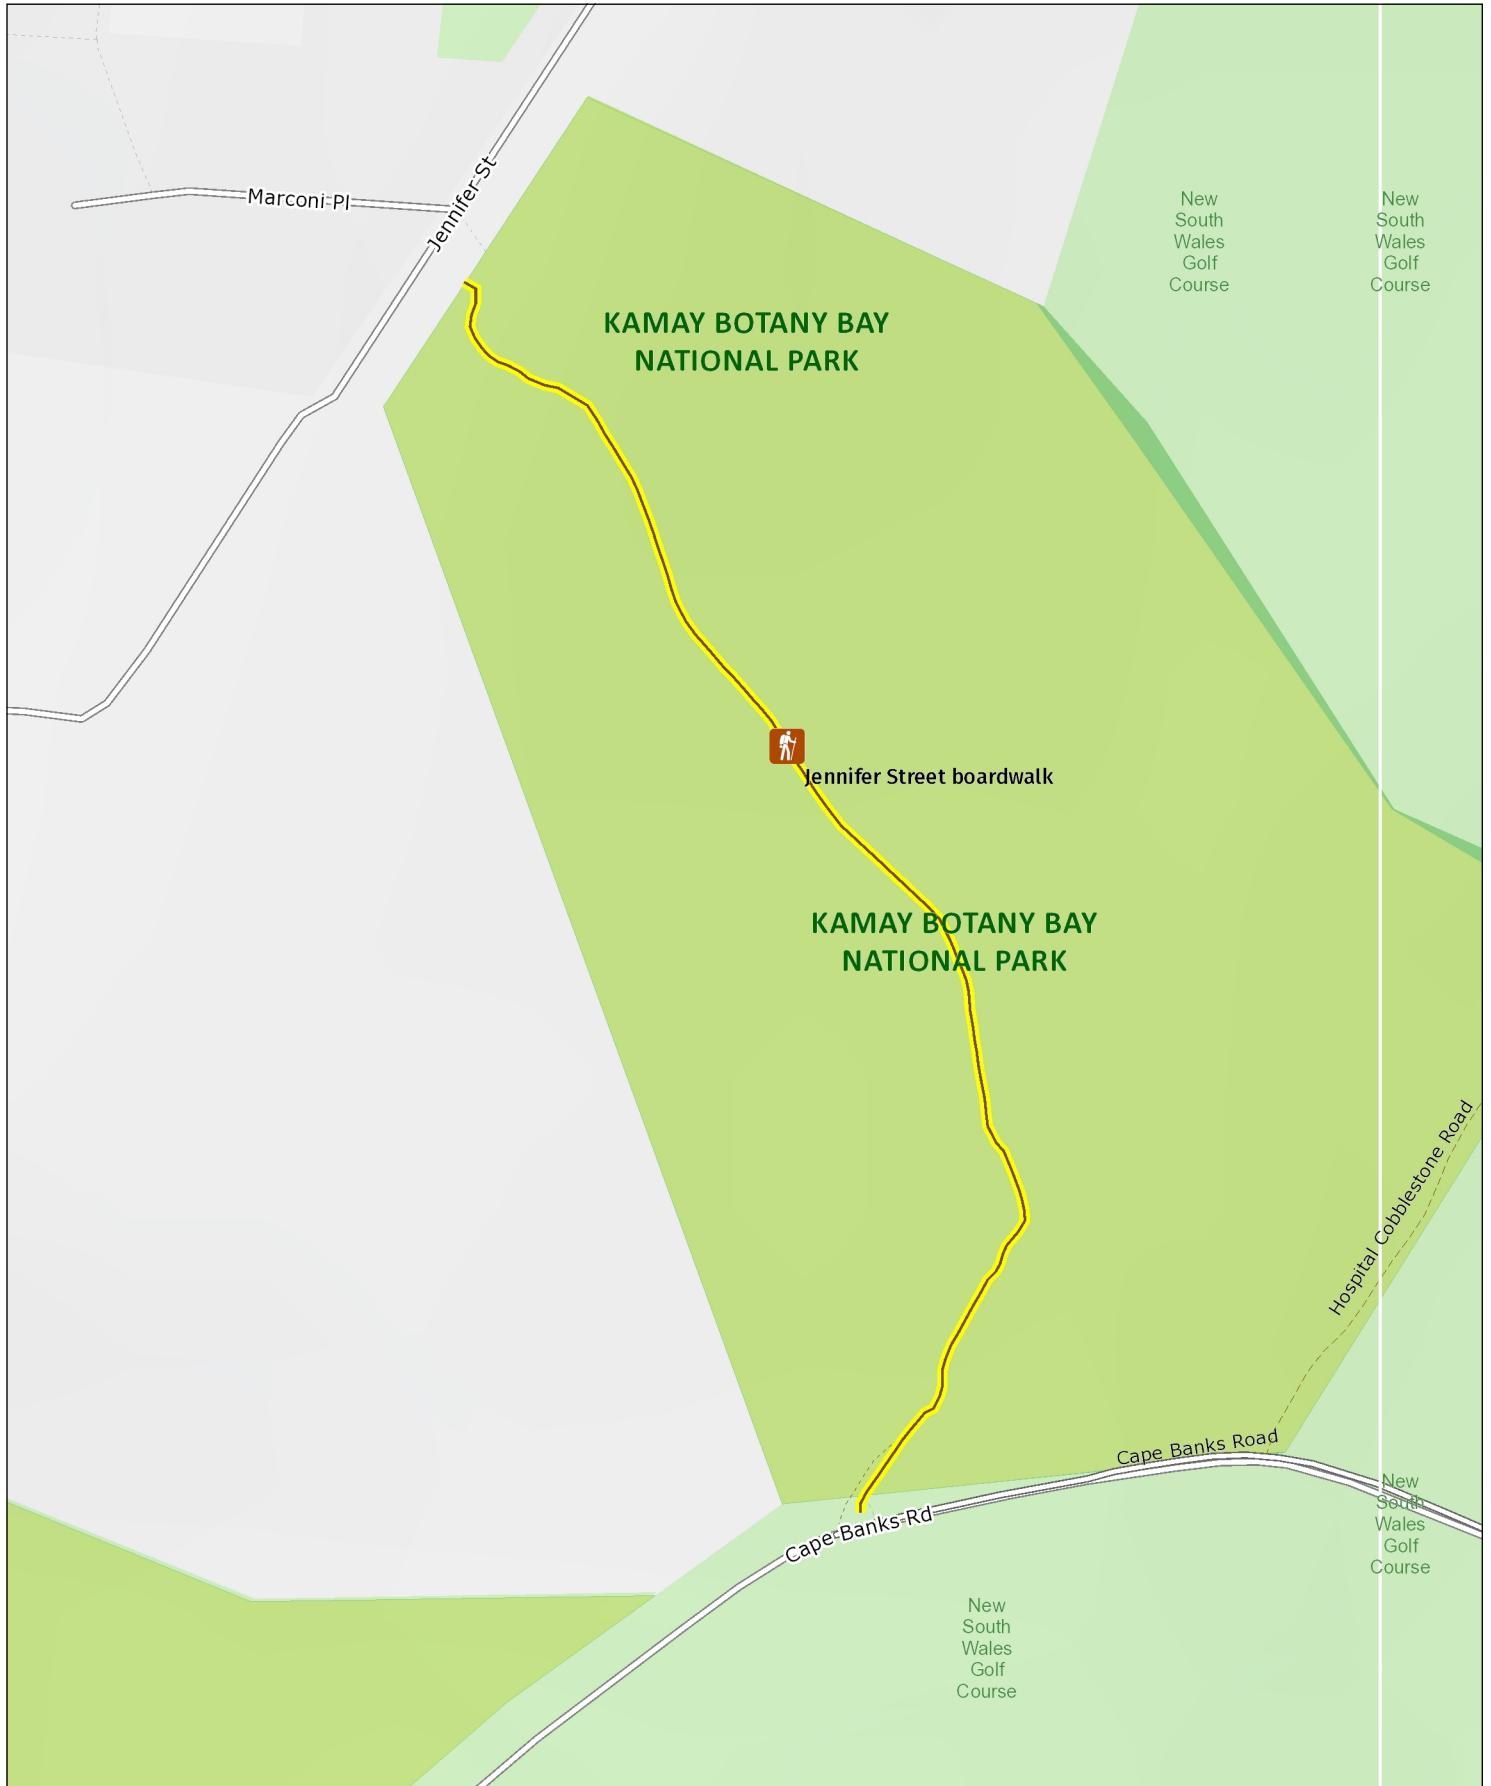 Marconi Pl
Jennifer St
New
South
Wales
Golf
Course
New
South
Wales
Golf
Course
KAMAY BOTANY BAY
NATIONAL PARK
Jennifer Street boardwalk
KAMAY BOTANY BAY
NATIONAL PARK
Hospital Cobblestone Road
Cape Banks Road
Cape Banks Rd
New
South
Wales
Golf
Course
New
South
Wales
Golf
Course